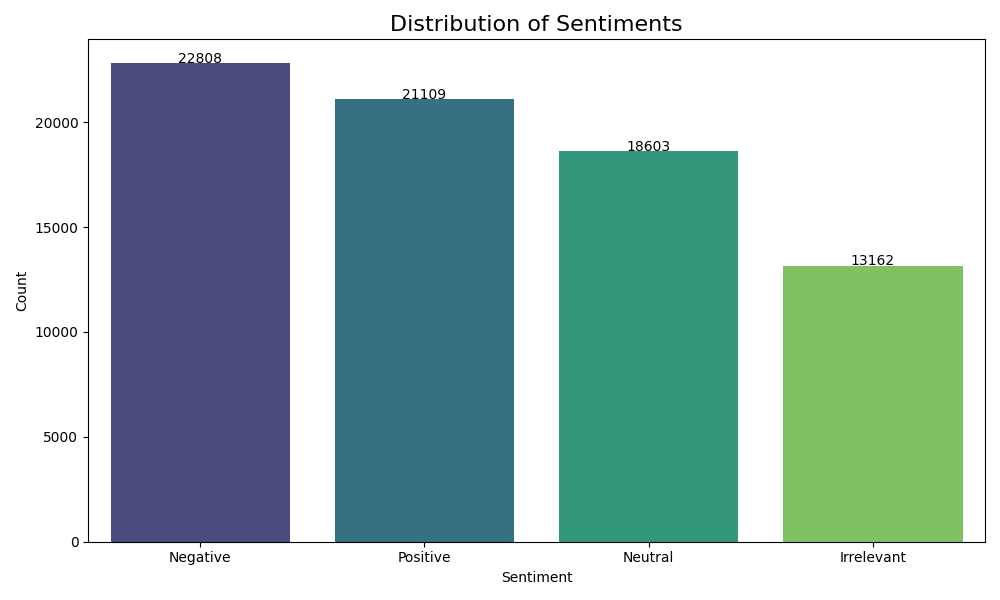 Distribution of Sentiments
22808
21109
18603
13162
20000
15000
10000
5000
0
Count
Negative
Positive
Neutral
Irrelevant
Sentiment